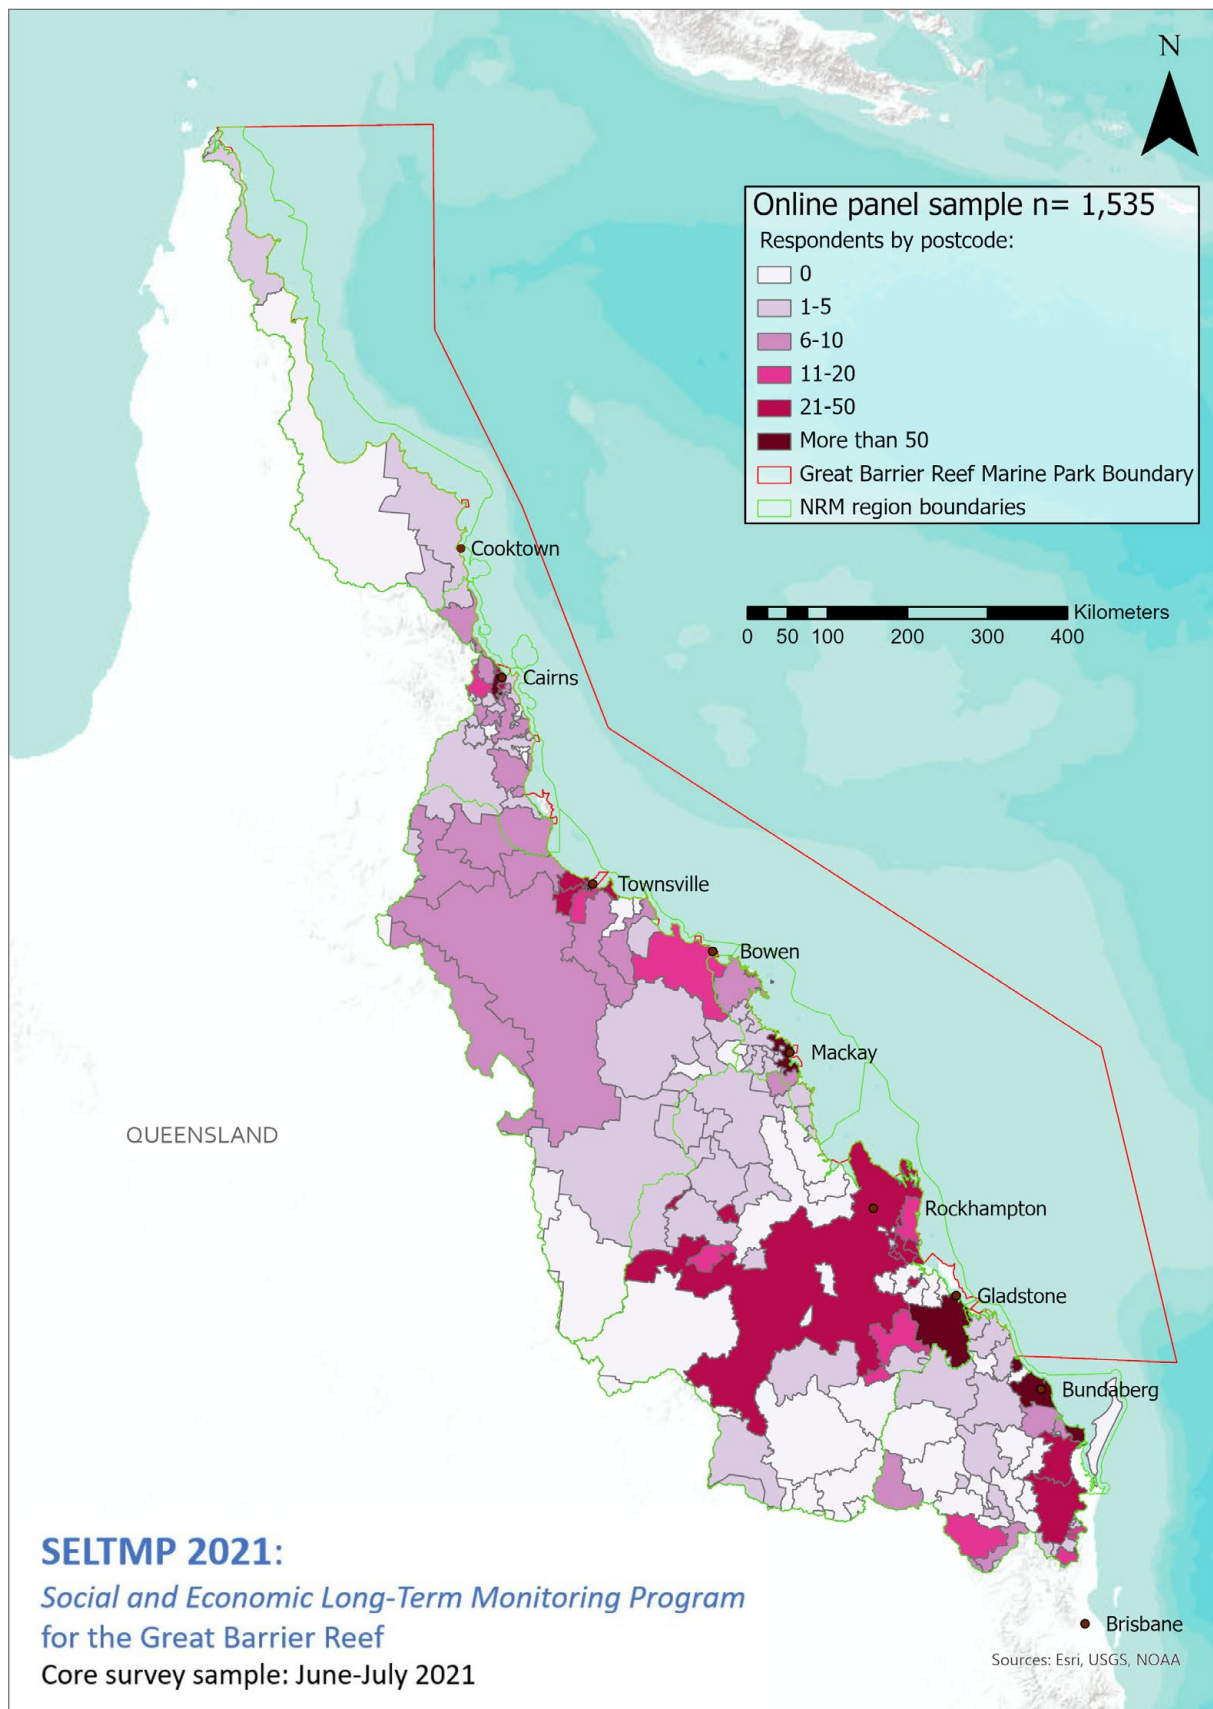 N
Online panel sample n= 1,535
Respondents by postcode:
0
1-5
6-10
11-20
21-50
More than 50
Great Barrier Reef Marine Park Boundary
NRM region boundaries
Cooktown
Kilometers
0 50 100 200 300 400
Cairns
Townsville
Bowen
Mackay
QUEENSLAND
Rockhampton
Gladstone
Bundaberg
SELTMP 2021:
Social and Economic Long-Term Monitoring Program
for the Great Barrier Reef
Core survey sample: June-July 2021
Brisbane
Sources: Esri, USGS, NOAA